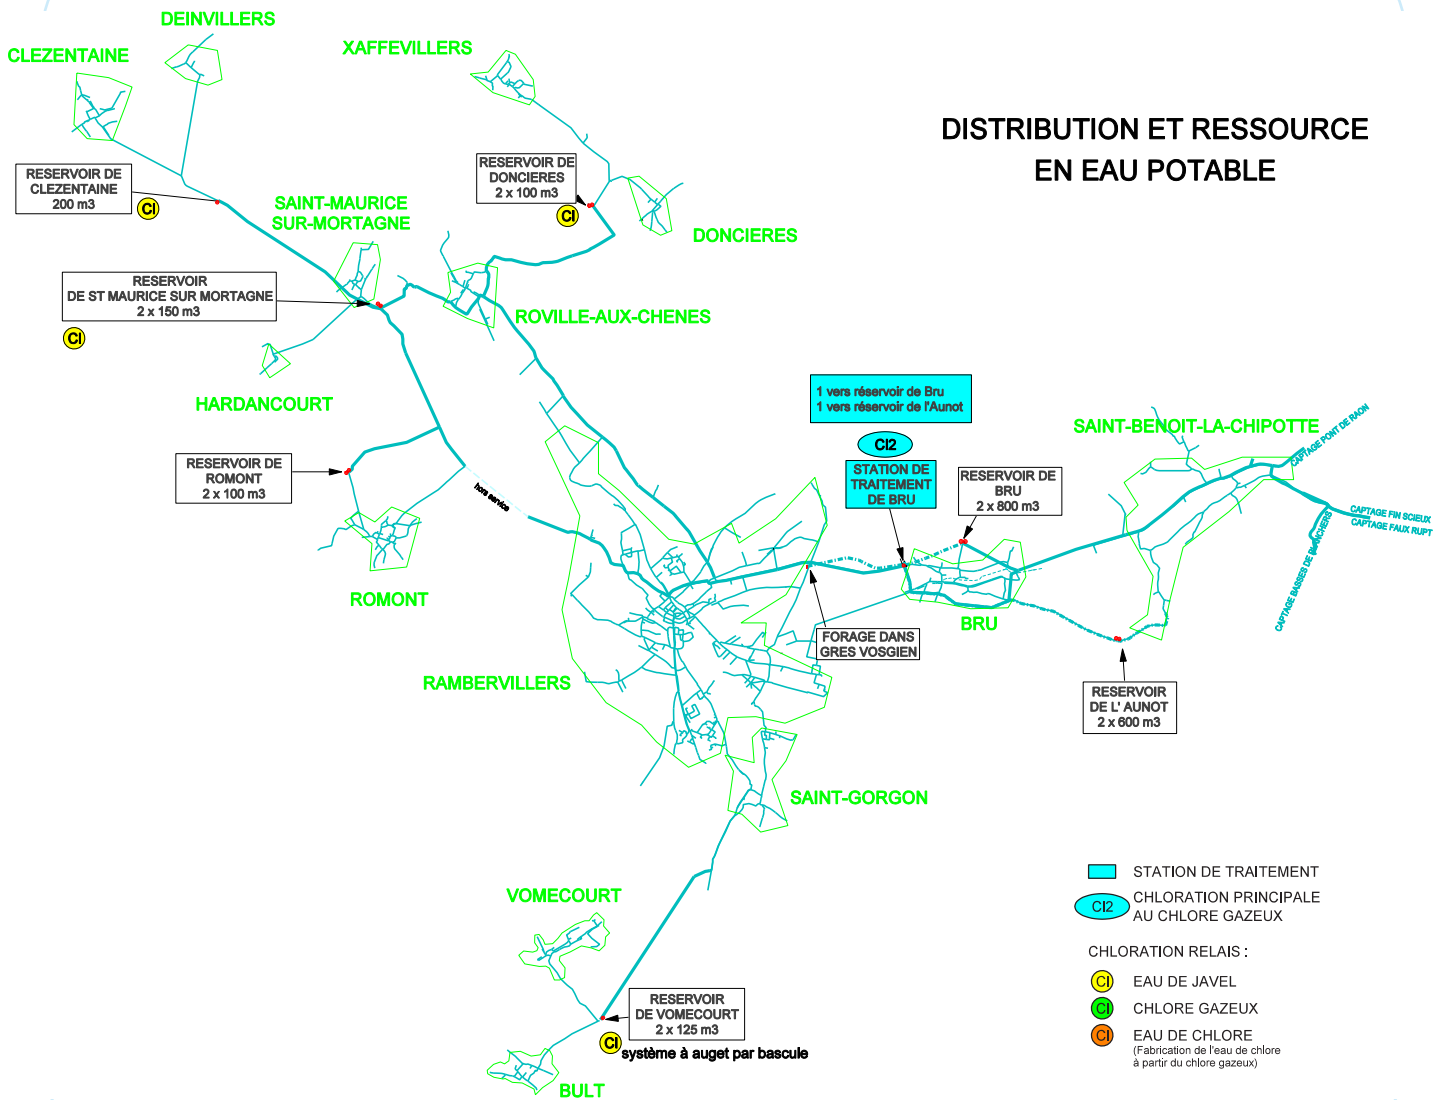 DEINVILLERS
CLEZENTAINE
XAFFEVILLERS
DISTRIBUTION ET RESSOURCE
EN EAU POTABLE
RESERVOIR DE
CLEZENTAINE
200 m3
Cl
SAINT-MAURICE
SUR-MORTAGNE
RESERVOIR DE
DONCIERES
2 x 100 m3
Cl
DONCIERES
RESERVOIR
DE ST MAURICE SUR MORTAGNE
2 x 150 m3
Cl
ROVILLE-AUX-CHENES
HARDANCOURT
1 vers réservoir de Bru
1 vers réservoir de l'Aunot
Cl2
STATION DE
TRAITEMENT
DE BRU
SAINT-BENOIT-LA-CHIPOTTE
CAPTAGE PONT DE RAON
RESERVOIR DE
ROMONT
2 x 100 m3
hors service
RESERVOIR DE
BRU
2 x 800 m3
CAPTAGE FIN SCIEUX
CAPTAGE FAUX RUPT
CAPTAGE BASSES DE BLANCHERS
ROMONT
BRU
FORAGE DANS
GRES VOSGIEN
RAMBERVILLERS
RESERVOIR
DE L' AUNOT
2 x 600 m3
SAINT-GORGON
VOMECOURT
RESERVOIR
DE VOMECOURT
2 x 125 m3
Cl
système à auget par bascule
BULT
STATION DE TRAITEMENT
Cl2
CHLORATION PRINCIPALE
AU CHLORE GAZEUX
CHLORATION RELAIS :
Cl EAU DE JAVEL
Cl CHLORE GAZEUX
Cl EAU DE CHLORE
(Fabrication de l'eau de chlore
à partir du chlore gazeux)